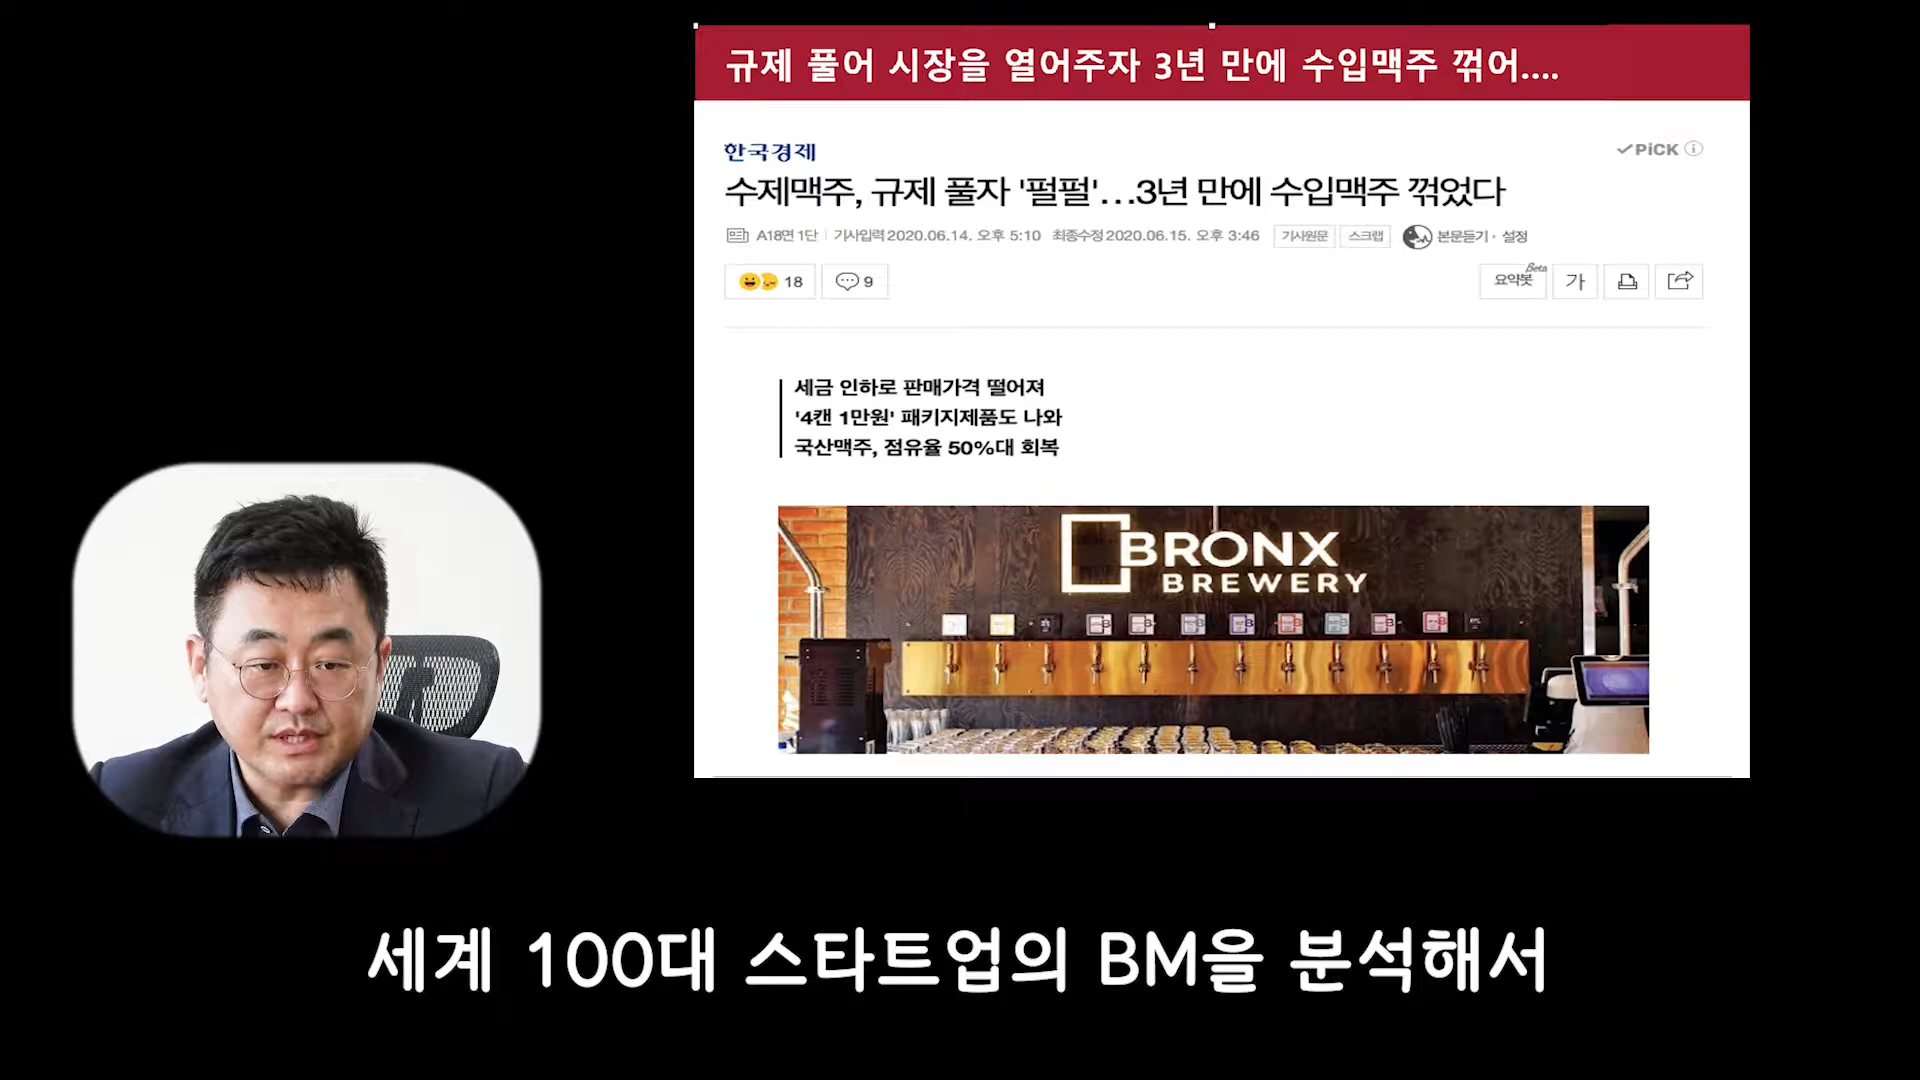 규제 풀어 시장을 열어주자 3년 만에 수입맥주 꺾어....
한국경제
PiCK
수제맥주, 규제 풀자 '펄펄'…3년 만에 수입맥주 꺾었다
A18면 1단 기사입력 2020.06.14. 오후 5:10 최종수정 2020.06.15. 오후 3:46 기사원문 스크랩 본문듣기 · 설정
18 9 요약봇 Beta 가
세금 인하로 판매가격 떨어져
'4캔 1만원' 패키지제품도 나와
국산맥주, 점유율 50%대 회복
BRONX
BREWERY
세계 100대 스타트업의 BM을 분석해서